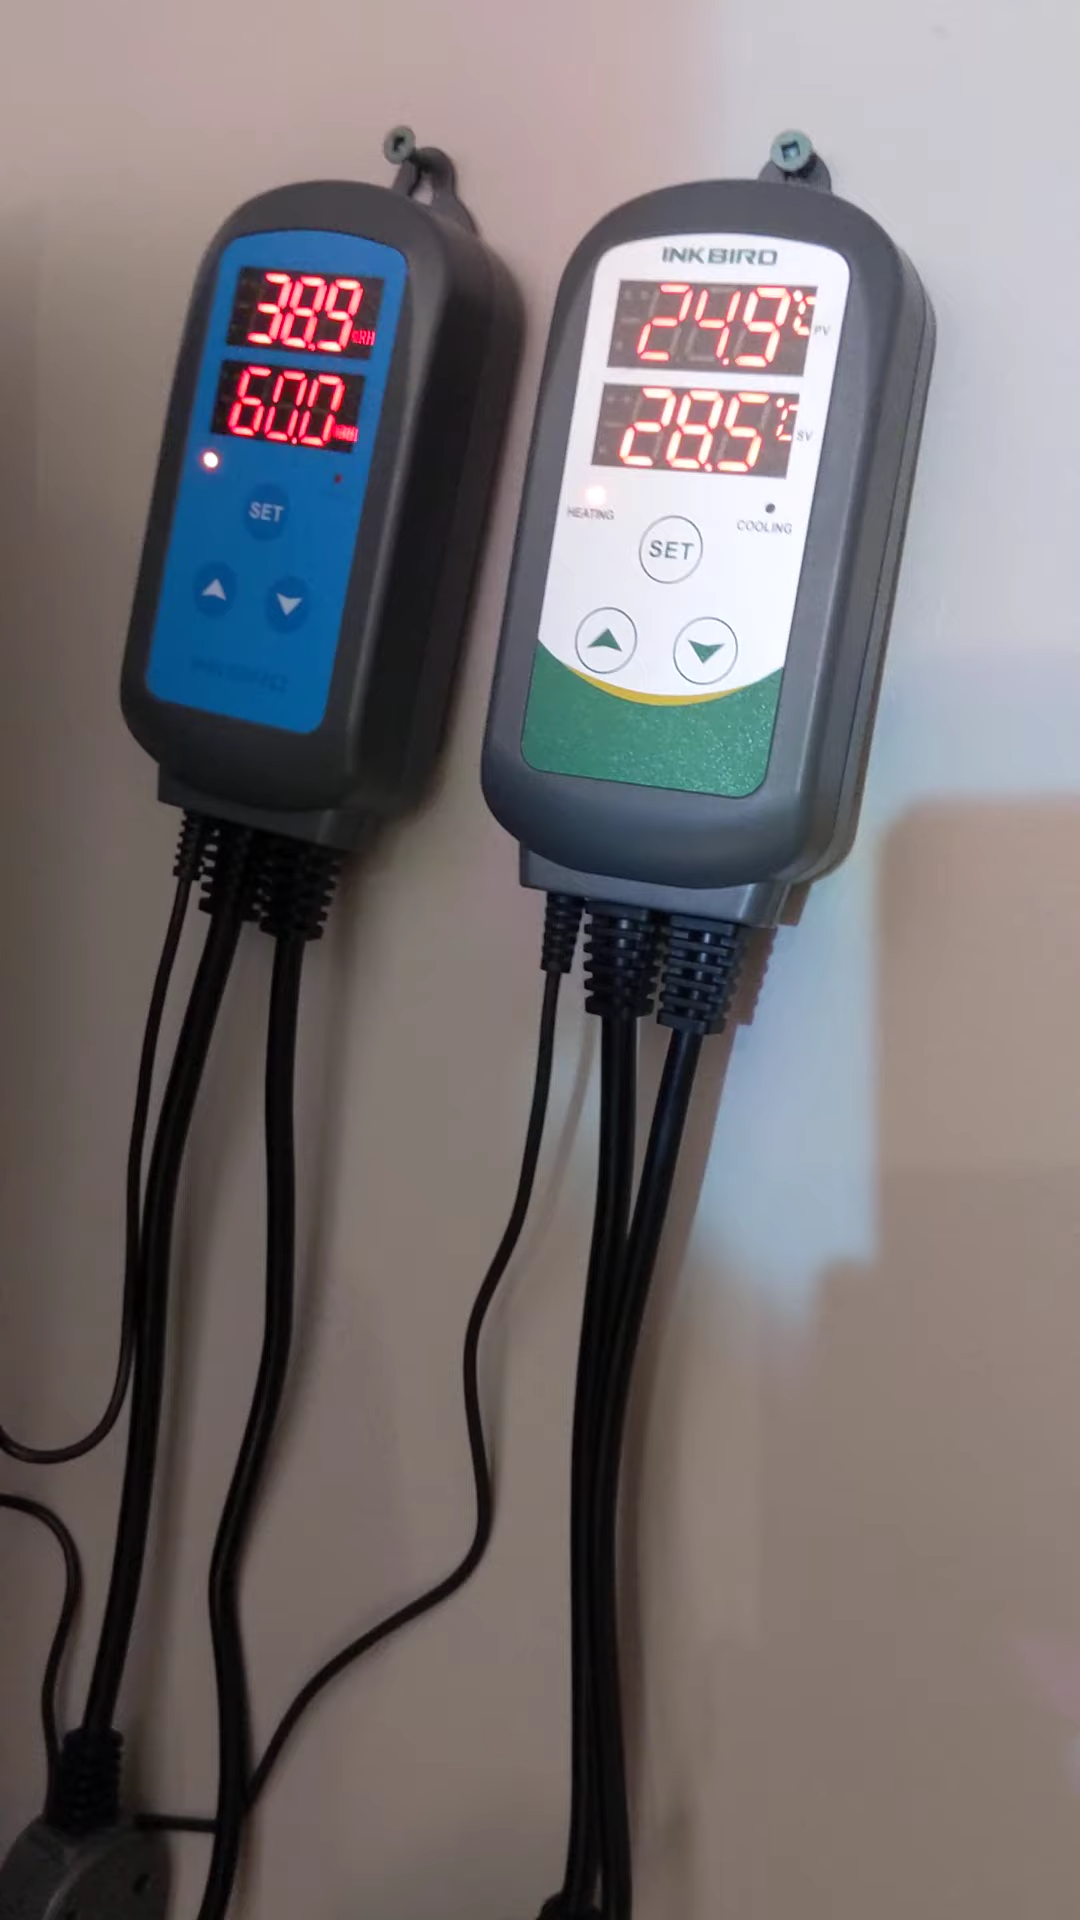 38.9 %RH
60.0 %RH
SET
INKBIRD
24.9 °C PV
28.5 °C SV
HEATING
COOLING
SET